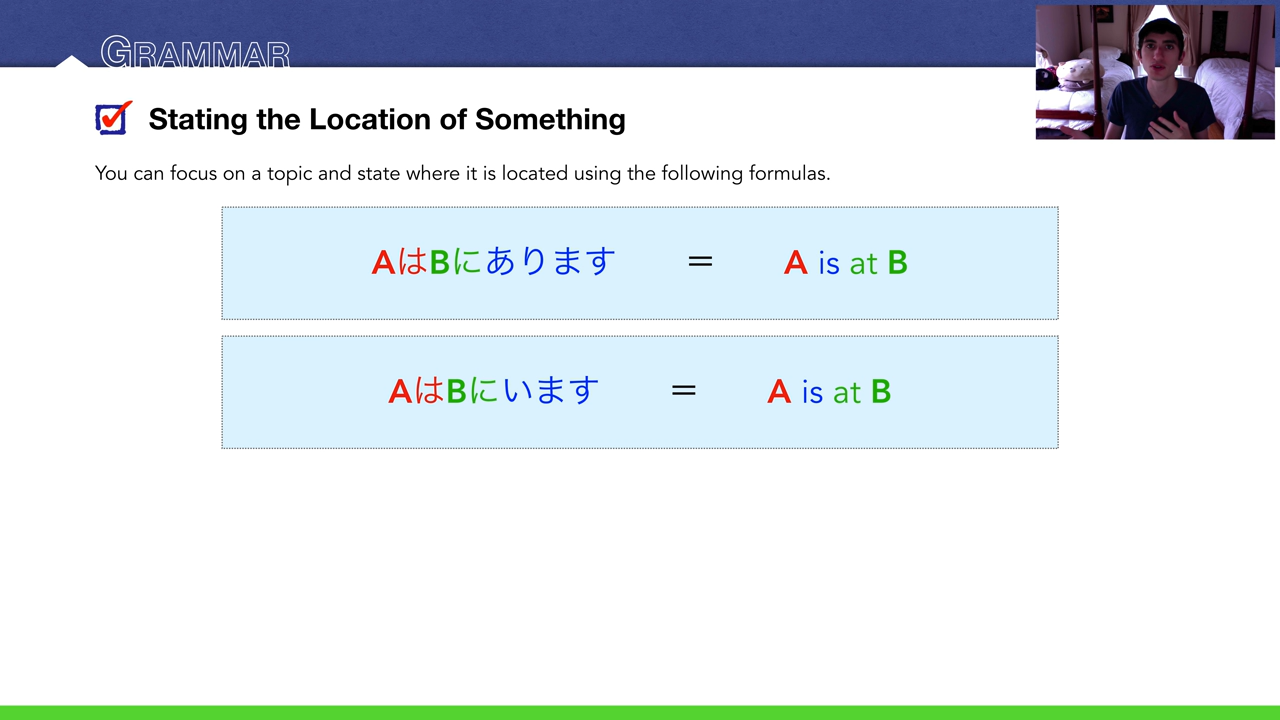 GRAMMAR
Stating the Location of Something
You can focus on a topic and state where it is located using the following formulas.
AはBにあります = A is at B
AはBにいます = A is at B